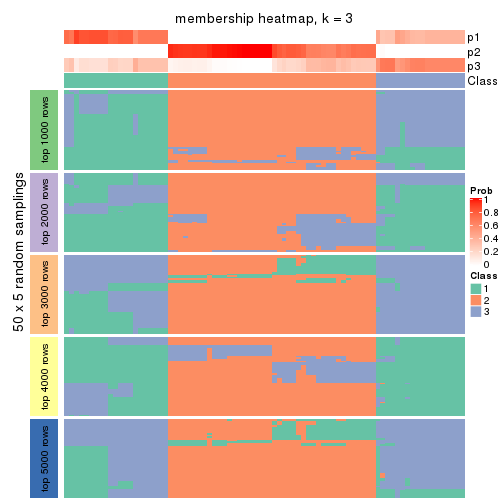 membership heatmap, k = 3
p1
p2
p3
Class
50 x 5 random samplings
top 1000 rows
top 2000 rows
top 3000 rows
top 4000 rows
top 5000 rows
Prob
1
0.8
0.6
0.4
0.2
0
Class
1
2
3